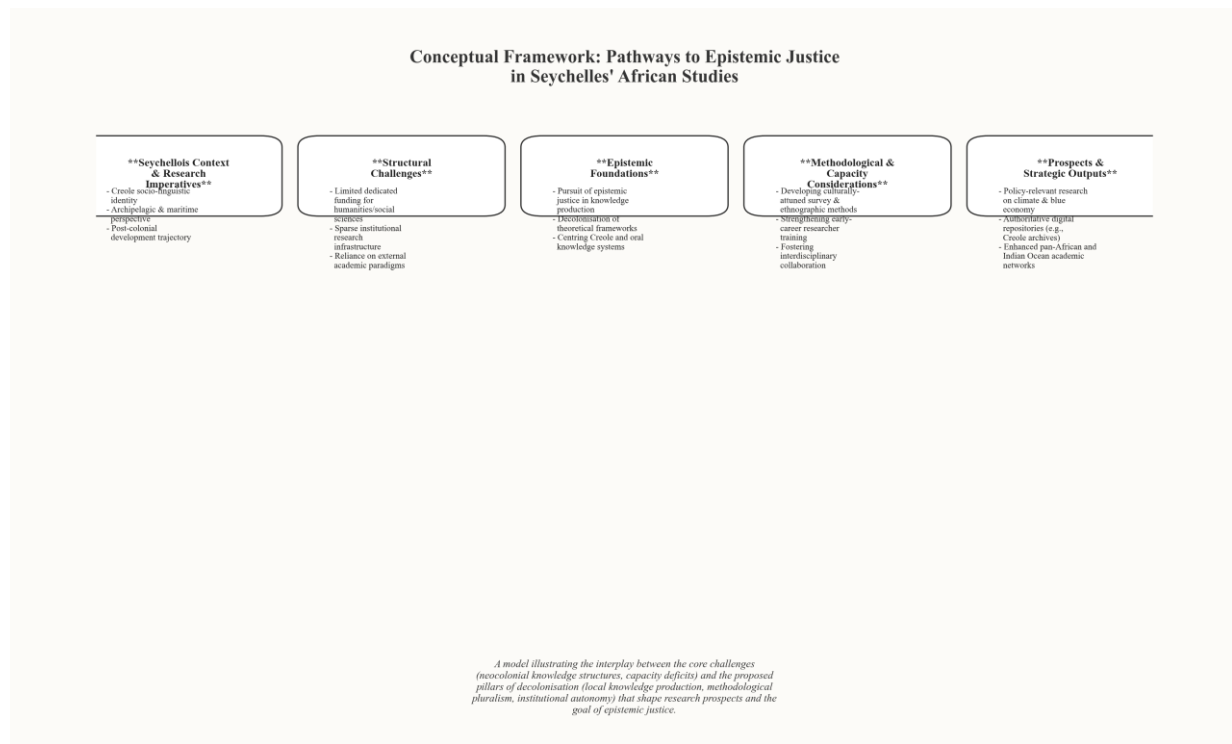 Conceptual Framework: Pathways to Epistemic Justice
in Seychelles' African Studies
**Seychellois Context
& Research
Imperatives**
- Creole socio-linguistic
identity
- Archipelagic & maritime
perspective
- Post-colonial
development trajectory
**Structural
Challenges**
- Limited dedicated
funding for
humanities/social
sciences
- Sparse institutional
research
infrastructure
- Reliance on external
academic paradigms
**Epistemic
Foundations**
- Pursuit of epistemic
justice in knowledge
production
- Decolonisation of
theoretical frameworks
- Centring Creole and oral
knowledge systems
**Methodological &
Capacity
Considerations**
- Developing culturally-
attuned survey &
ethnographic methods
- Strengthening early-
career researcher
training
- Fostering
interdisciplinary
collaboration
**Prospects &
Strategic Outputs**
- Policy-relevant research
on climate & blue
economy
- Authoritative digital
repositories (e.g.,
Creole archives)
- Enhanced pan-African and
Indian Ocean academic
networks
A model illustrating the interplay between the core challenges
(neocolonial knowledge structures, capacity deficits) and the proposed
pillars of decolonisation (local knowledge production, methodological
pluralism, institutional autonomy) that shape research prospects and the
goal of epistemic justice.